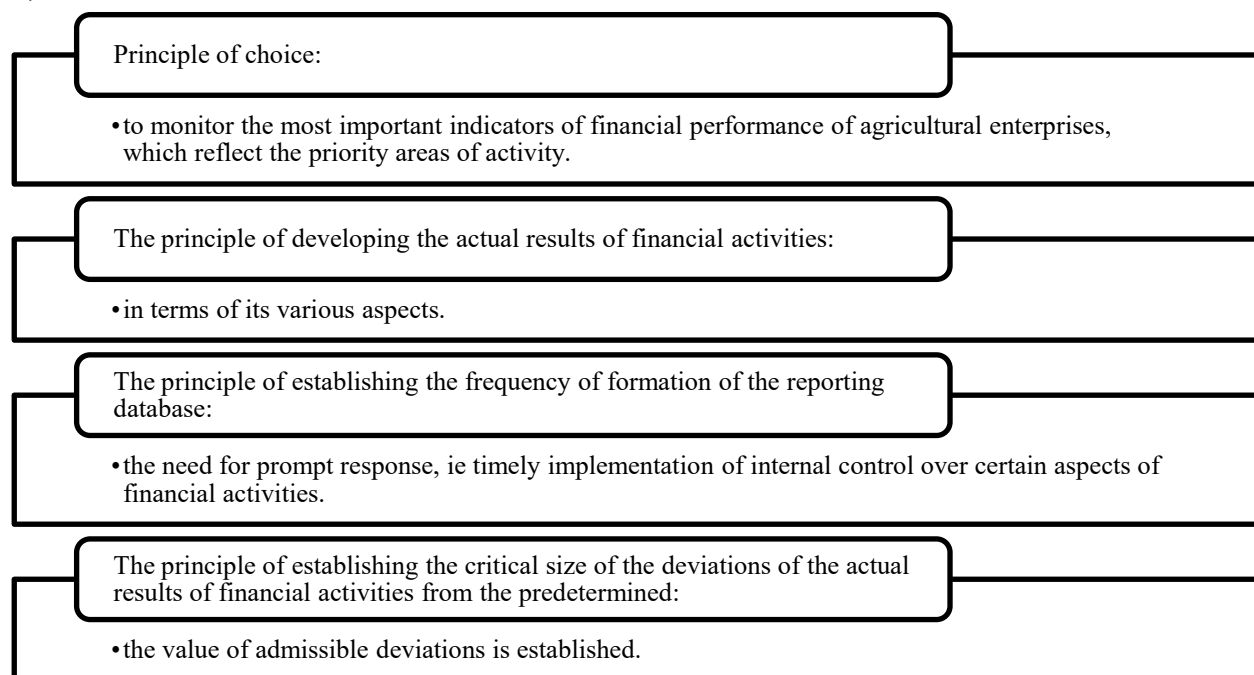 Principle of choice:
•to monitor the most important indicators of financial performance of agricultural enterprises,
which reflect the priority areas of activity.
The principle of developing the actual results of financial activities:
•in terms of its various aspects.
The principle of establishing the frequency of formation of the reporting
database:
•the need for prompt response, ie timely implementation of internal control over certain aspects of
financial activities.
The principle of establishing the critical size of the deviations of the actual
results of financial activities from the predetermined:
•the value of admissible deviations is established.